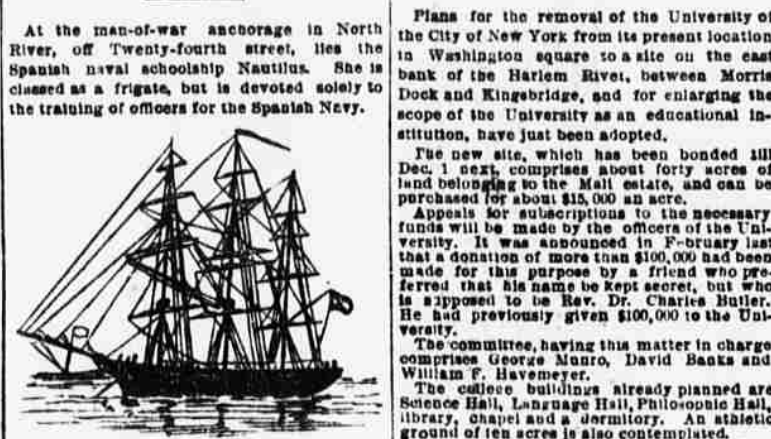 At the man-of-war anchorage in North
River, off Twenty-fourth street, lies the
Spanish naval schoolship Nautilus. She is
classed as a frigate, but is devoted solely to
the training of officers for the Spanish Navy.
Plans for the removal of the University of
the City of New York from its present location
in Washington square to a site on the east
bank of the Harlem River, between Morris
Dock and Kingsbridge, and for enlarging the
scope of the University as an educational in-
stitution, have just been adopted.
The new site, which has been bonded till
Dec. 1 next, comprises about forty acres of
land belonging to the Mali estate, and can be
purchased for about $15,000 an acre.
Appeals for subscriptions to the necessary
funds will be made by the officers of the Uni-
versity. It was announced in February last
that a donation of more than $100,000 had been
made for this purpose by a friend who pre-
ferred that his name be kept secret, but who
is supposed to be Rev. Dr. Charles Butler.
He had previously given $100,000 to the Uni-
versity.
The committee, having this matter in charge
comprises George Munro, David Banks and
William F. Havemeyer.
The college buildings already planned are
Science Hall, Language Hall, Philosophic Hall,
library, chapel and a dormitory. An athletic
ground of ten acres is also contemplated.